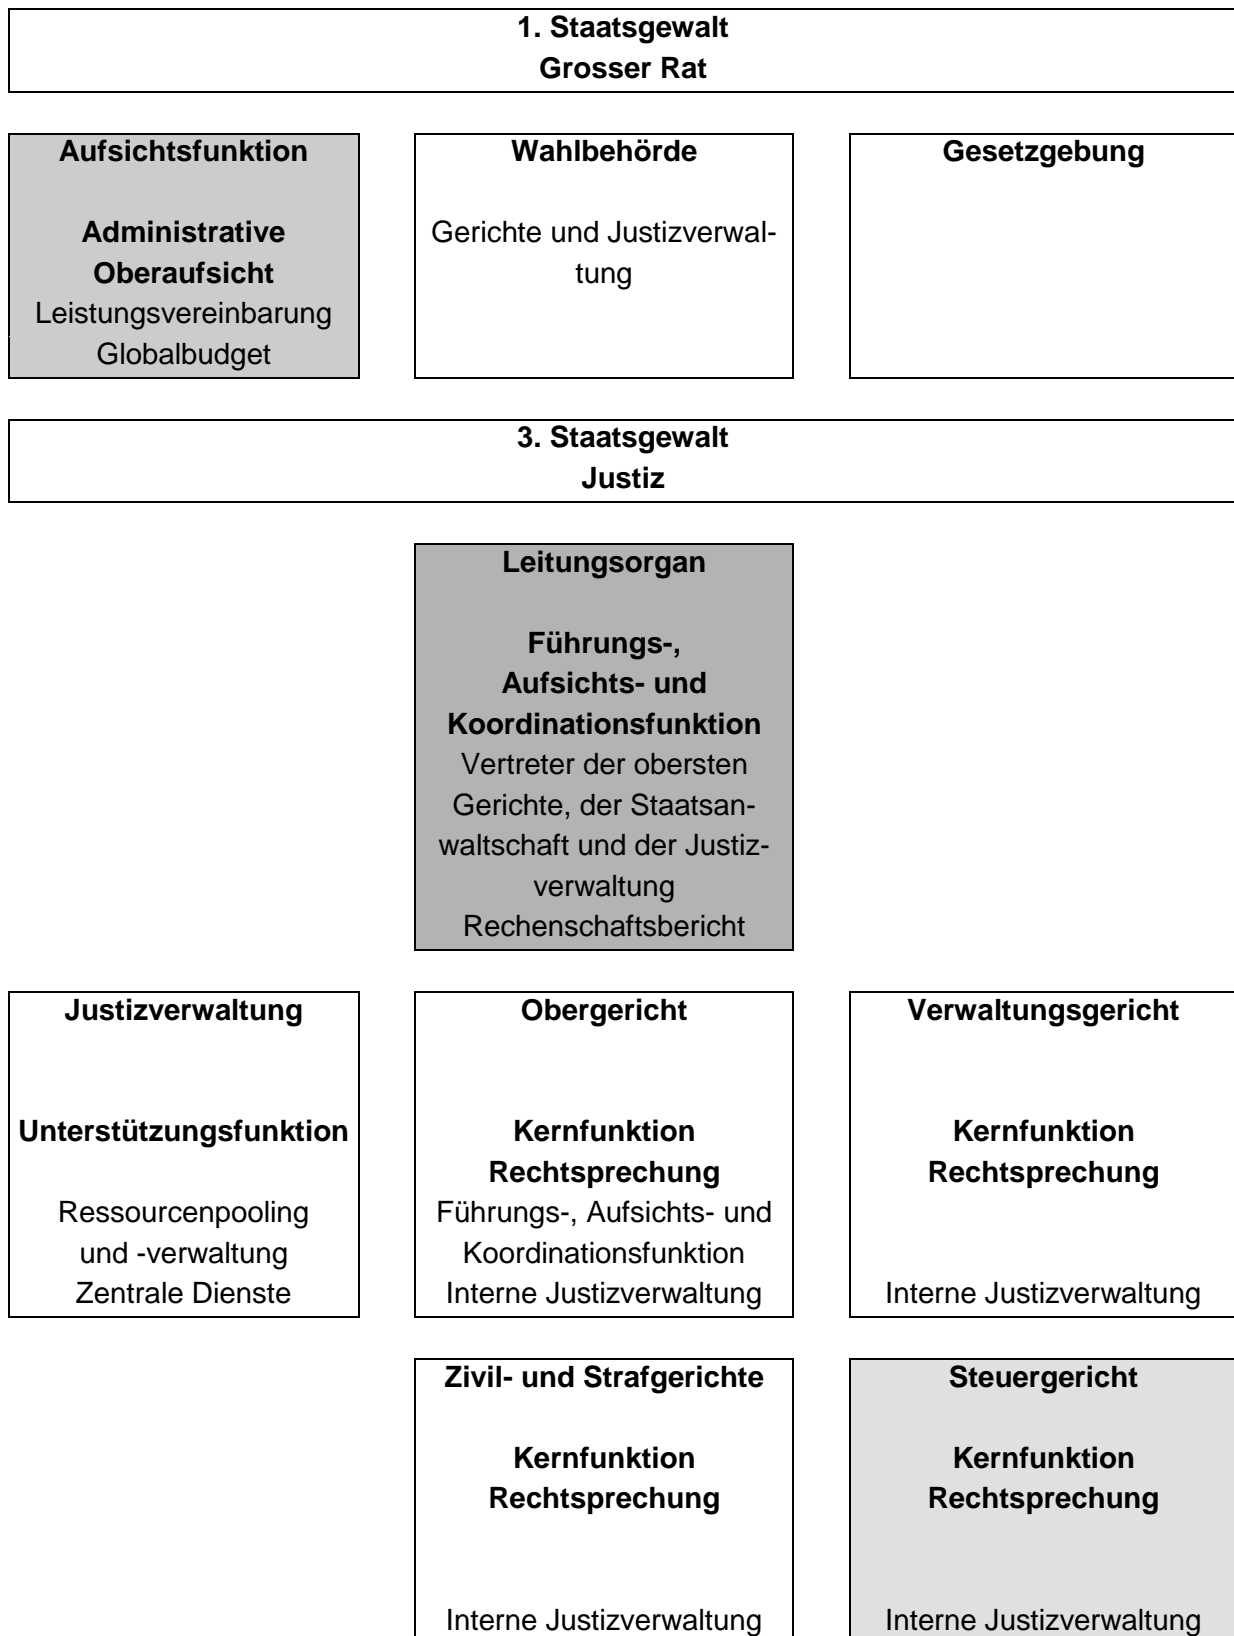 1. Staatsgewalt
Grosser Rat
Aufsichtsfunktion
Administrative
Oberaufsicht
Leistungsvereinbarung
Globalbudget
Wahlbehörde
Gerichte und Justizverwal-
tung
Gesetzgebung
3. Staatsgewalt
Justiz
Leitungsorgan
Führungs-,
Aufsichts- und
Koordinationsfunktion
Vertreter der obersten
Gerichte, der Staatsan-
waltschaft und der Justiz-
verwaltung
Rechenschaftsbericht
Justizverwaltung
Unterstützungsfunktion
Ressourcenpooling
und -verwaltung
Zentrale Dienste
Obergericht
Kernfunktion
Rechtsprechung
Führungs-, Aufsichts- und
Koordinationsfunktion
Interne Justizverwaltung
Verwaltungsgericht
Kernfunktion
Rechtsprechung
Interne Justizverwaltung
Zivil- und Strafgerichte
Kernfunktion
Rechtsprechung
Interne Justizverwaltung
Steuergericht
Kernfunktion
Rechtsprechung
Interne Justizverwaltung